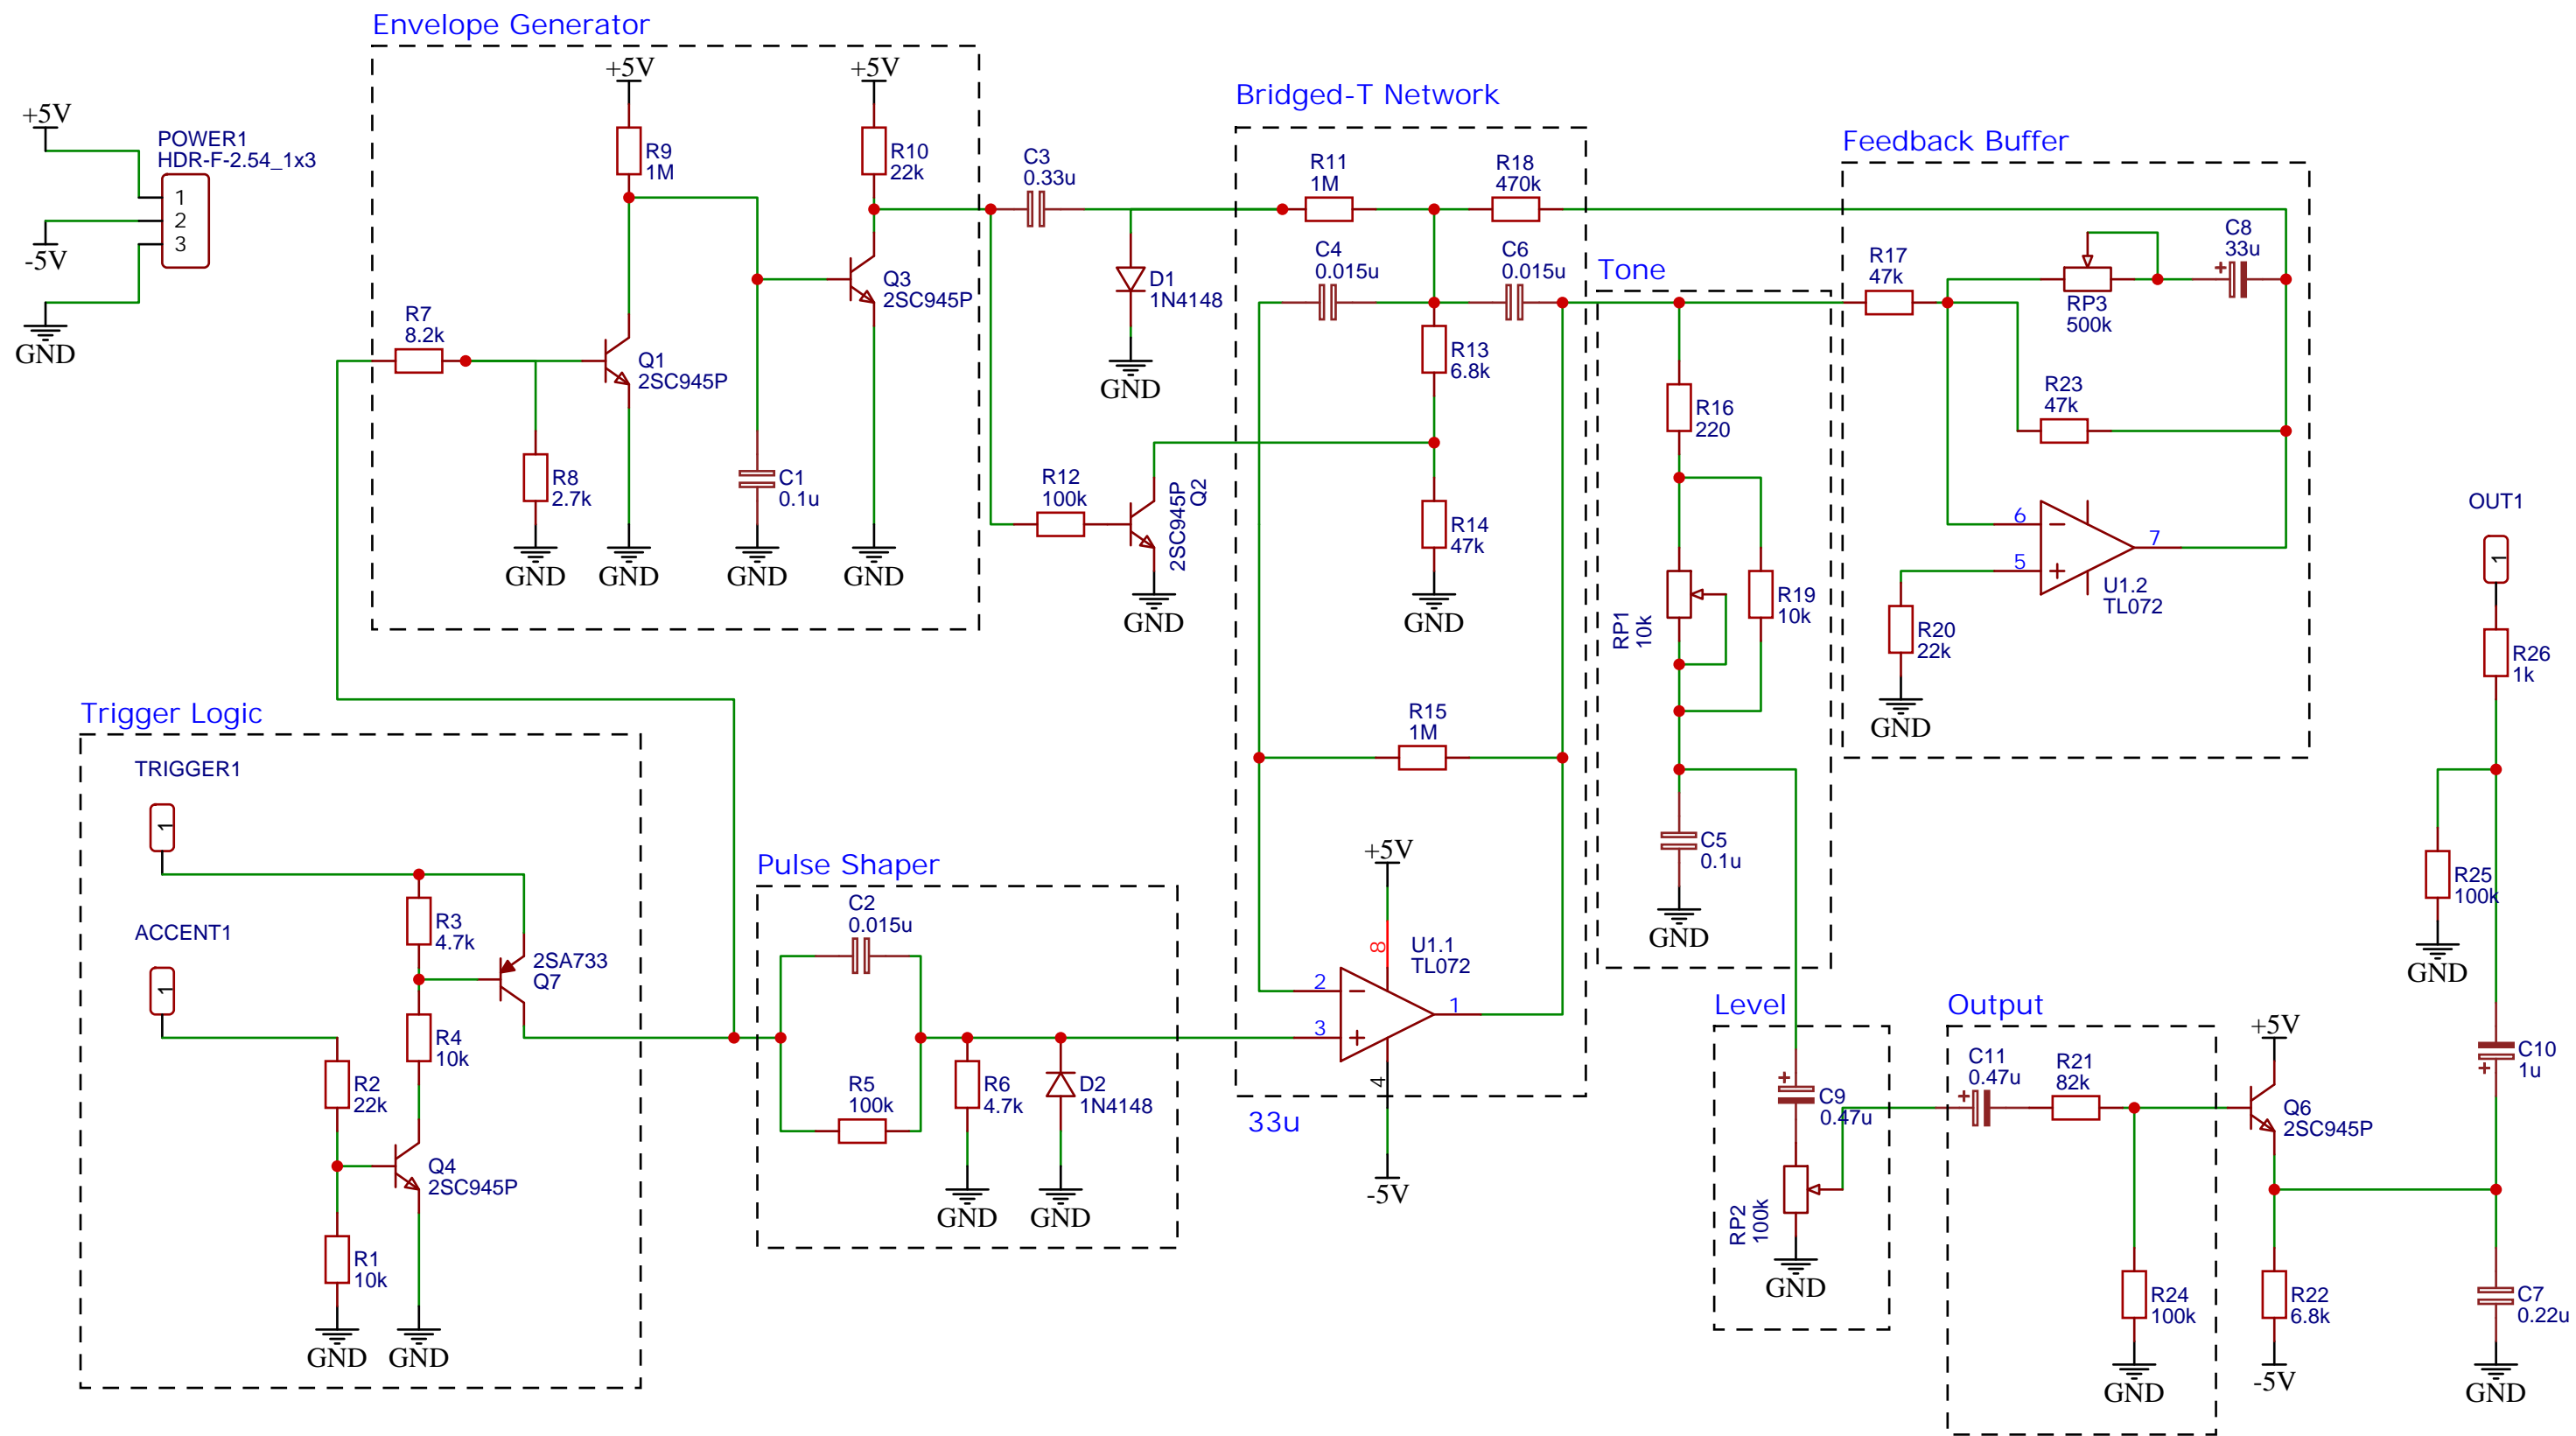 Envelope Generator
+5V
+5V
Bridged-T Network
+5V
POWER1
HDR-F-2.54_1x3
1
2
3
-5V
GND
R9
1M
R10
22k
C3
0.33u
R11
1M
R18
470k
Feedback Buffer
R7
8.2k
Q1
2SC945P
Q3
2SC945P
D1
1N4148
GND
C4
0.015u
C6
0.015u
Tone
R17
47k
RP3
500k
C8
33u
R13
6.8k
R16
220
R23
47k
R8
2.7k
C1
0.1u
R12
100k
2SC945P
Q2
R14
47k
GND
GND
GND
GND
GND
GND
RP1
10k
R19
10k
6
5
7
U1.2
TL072
R20
22k
GND
OUT1
1
R26
1k
Trigger Logic
TRIGGER1
1
ACCENT1
1
R3
4.7k
2SA733
Q7
R4
10k
R2
22k
Q4
2SC945P
R1
10k
GND
GND
Pulse Shaper
C2
0.015u
R5
100k
R6
4.7k
D2
1N4148
GND
GND
R15
1M
+5V
8
U1.1
TL072
2
3
1
4
-5V
33u
C5
0.1u
GND
R25
100k
GND
Level
C9
0.47u
RP2
100k
GND
Output
C11
0.47u
R21
82k
+5V
Q6
2SC945P
C10
1u
R24
100k
GND
R22
6.8k
-5V
C7
0.22u
GND